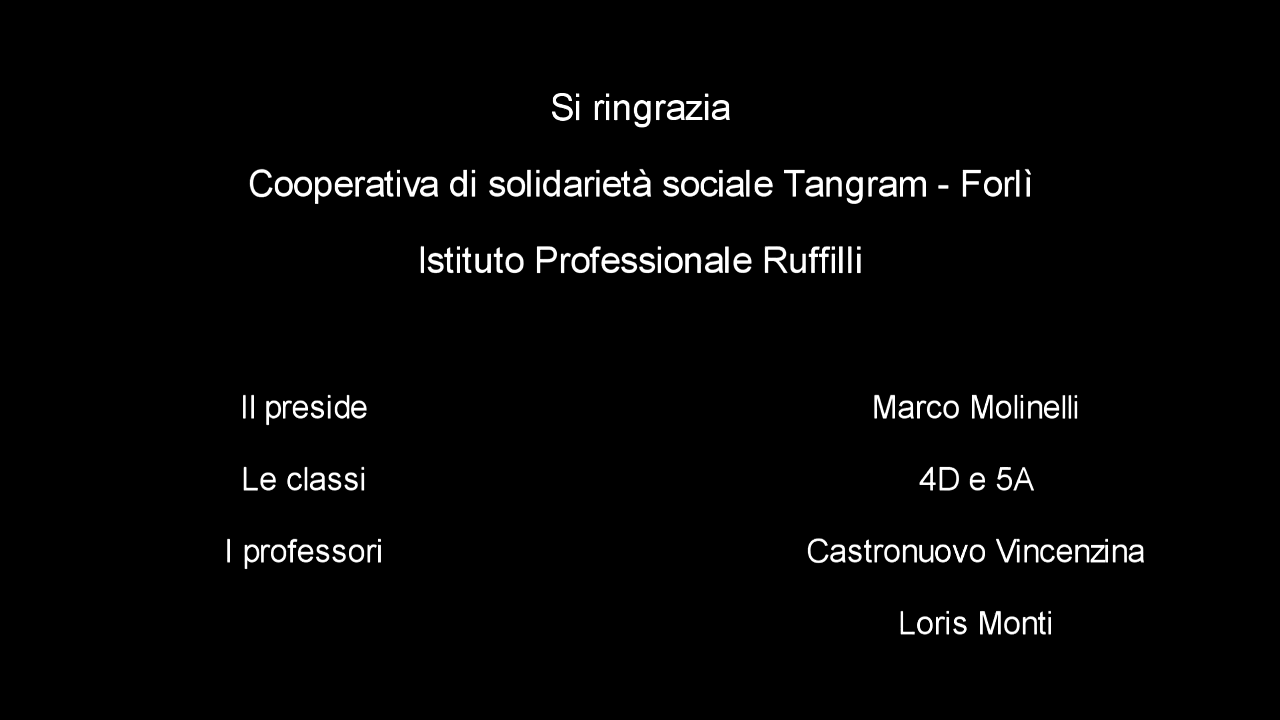 Si ringrazia
Cooperativa di solidarietà sociale Tangram - Forlì
Istituto Professionale Ruffilli
Il preside Marco Molinelli
Le classi 4D e 5A
I professori Castronuovo Vincenzina
Loris Monti